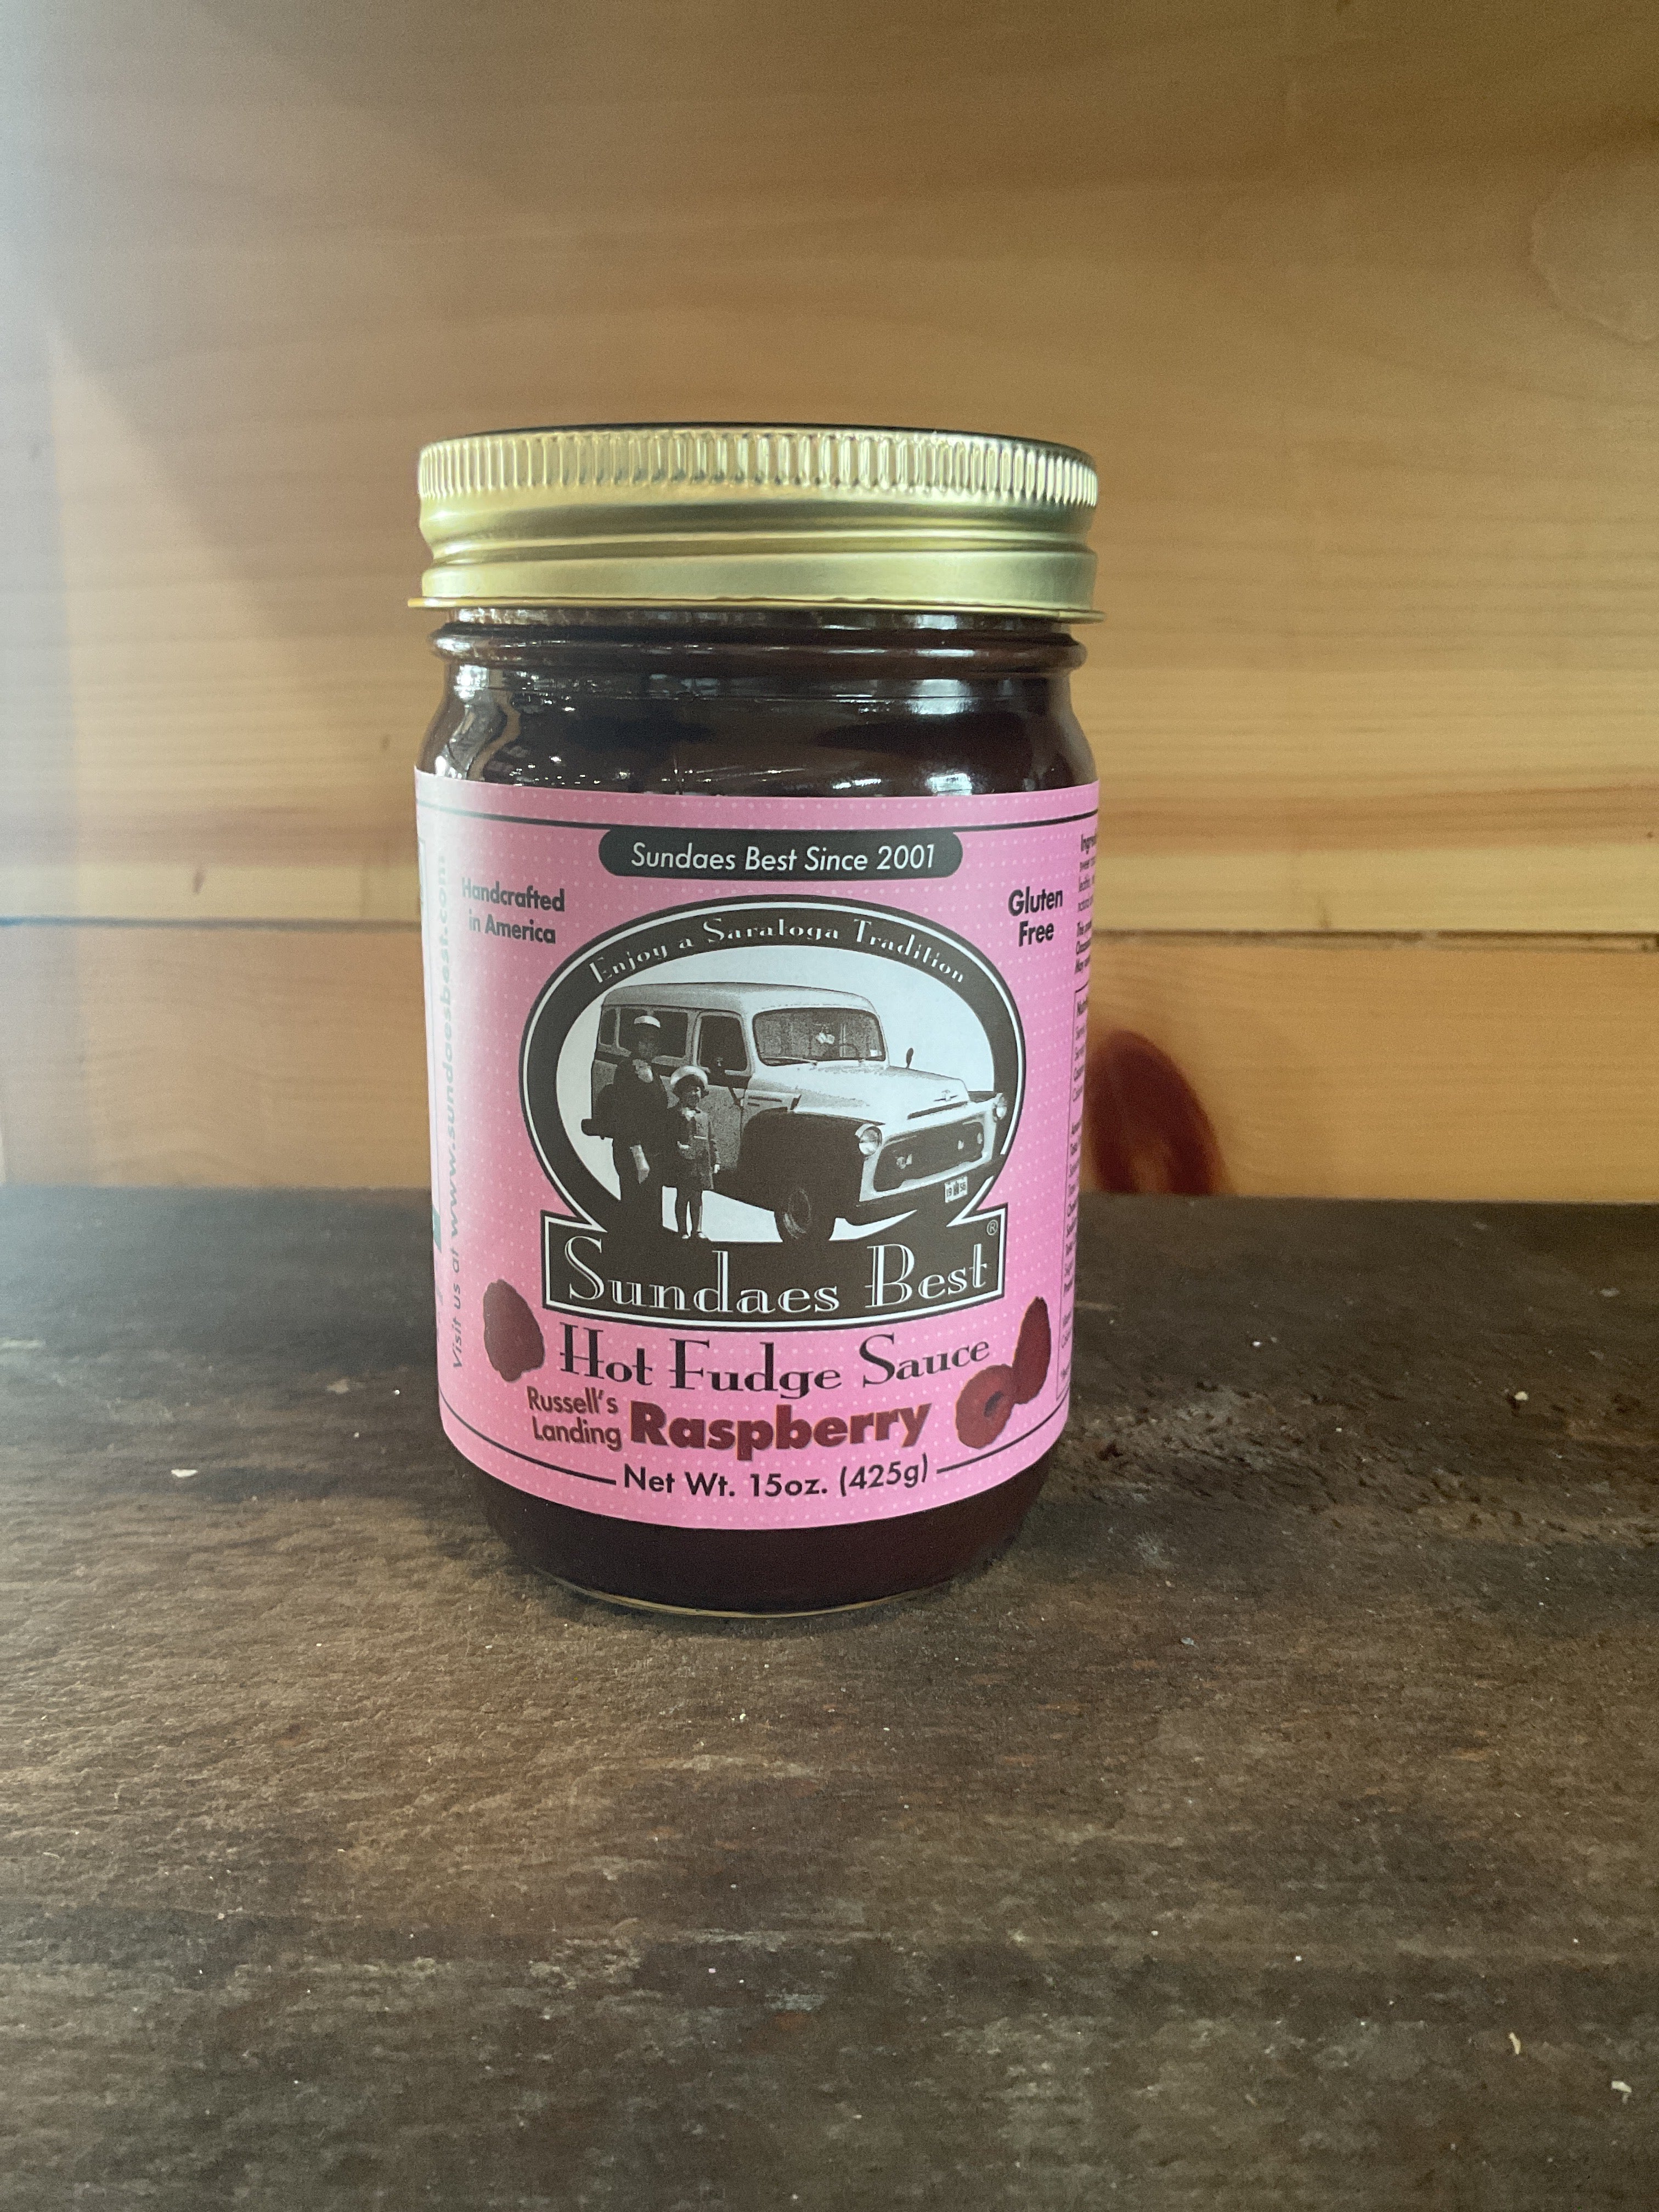 Sundaes Best Since 2001
Handcrafted
in America
Gluten
Free
Enjoy a Saratoga Tradition
Sundaes Best®
Hot Fudge Sauce
Russell's
Landing
Raspberry
Net Wt. 15oz. (425g)
Visit us at www.sundaesbest.com